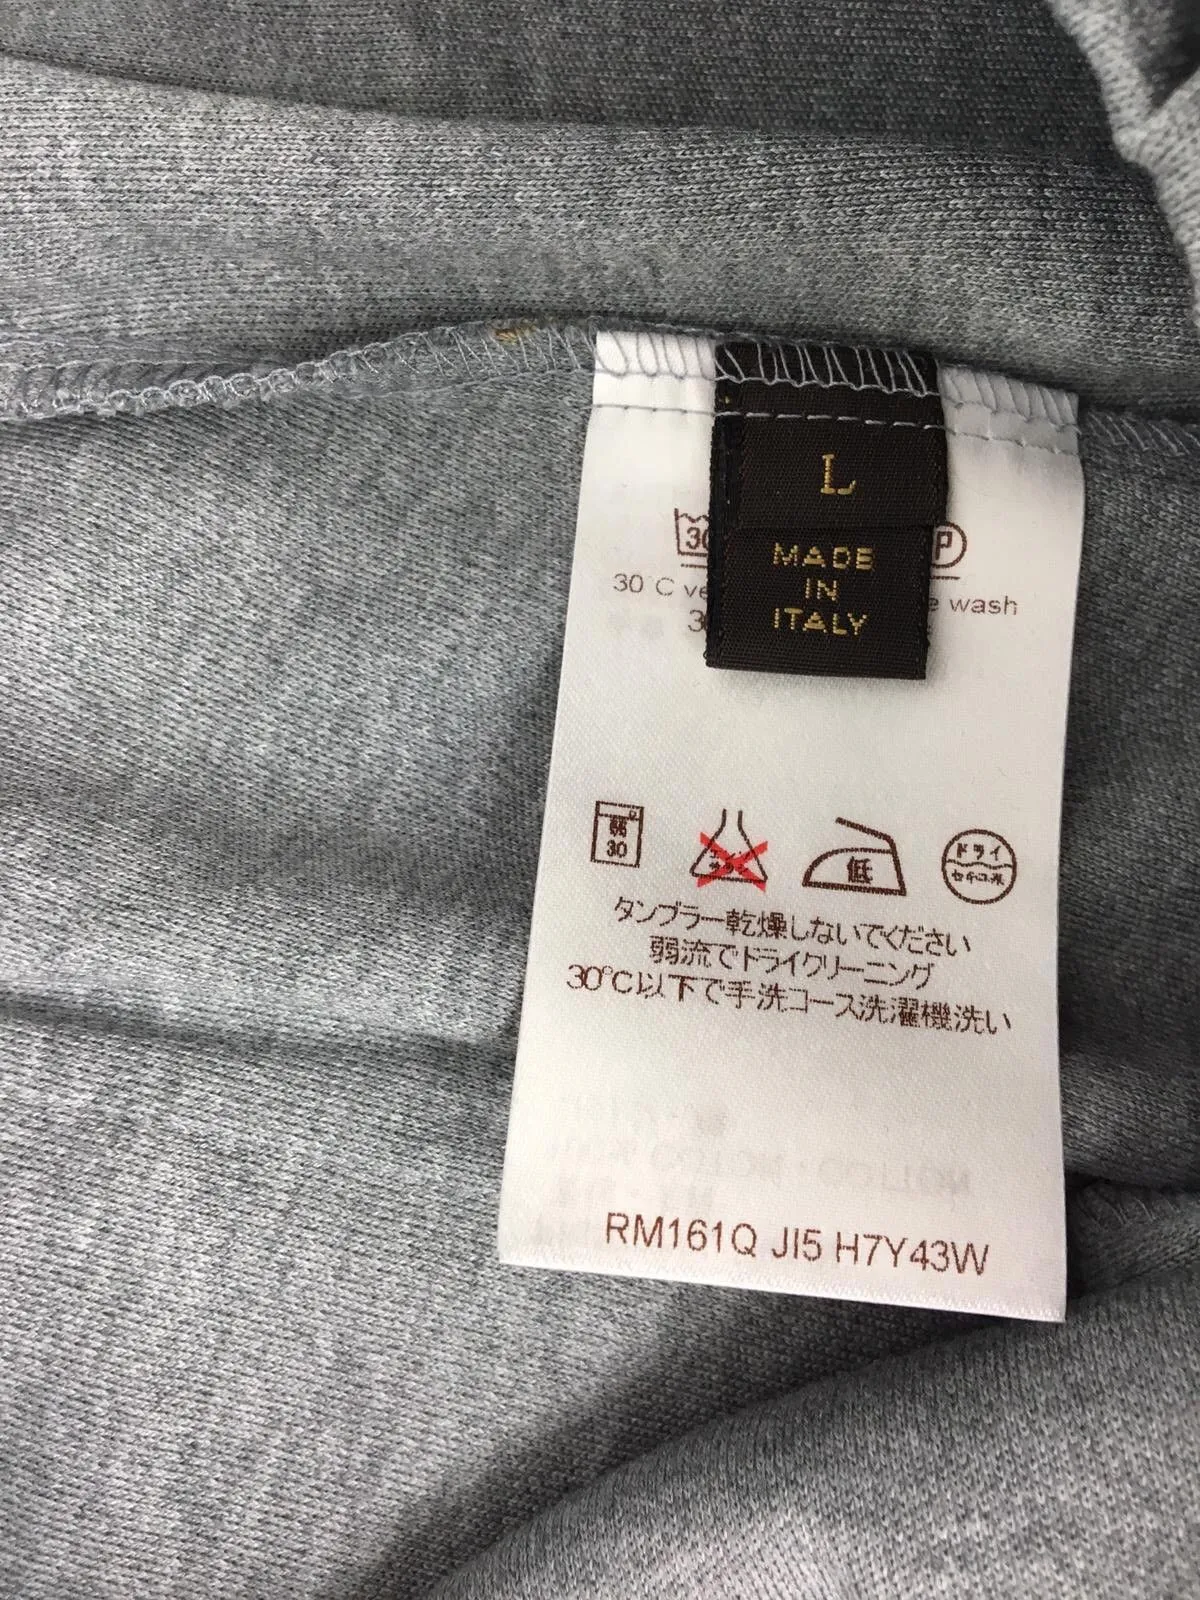 L
MADE
IN
ITALY
30
P
30 C
wash
弱
30
低
ドライ
タンブラー乾燥しないでください
弱流でドライクリーニング
30°C以下で手洗コース洗濯機洗い
RM161Q JI5 H7Y43W